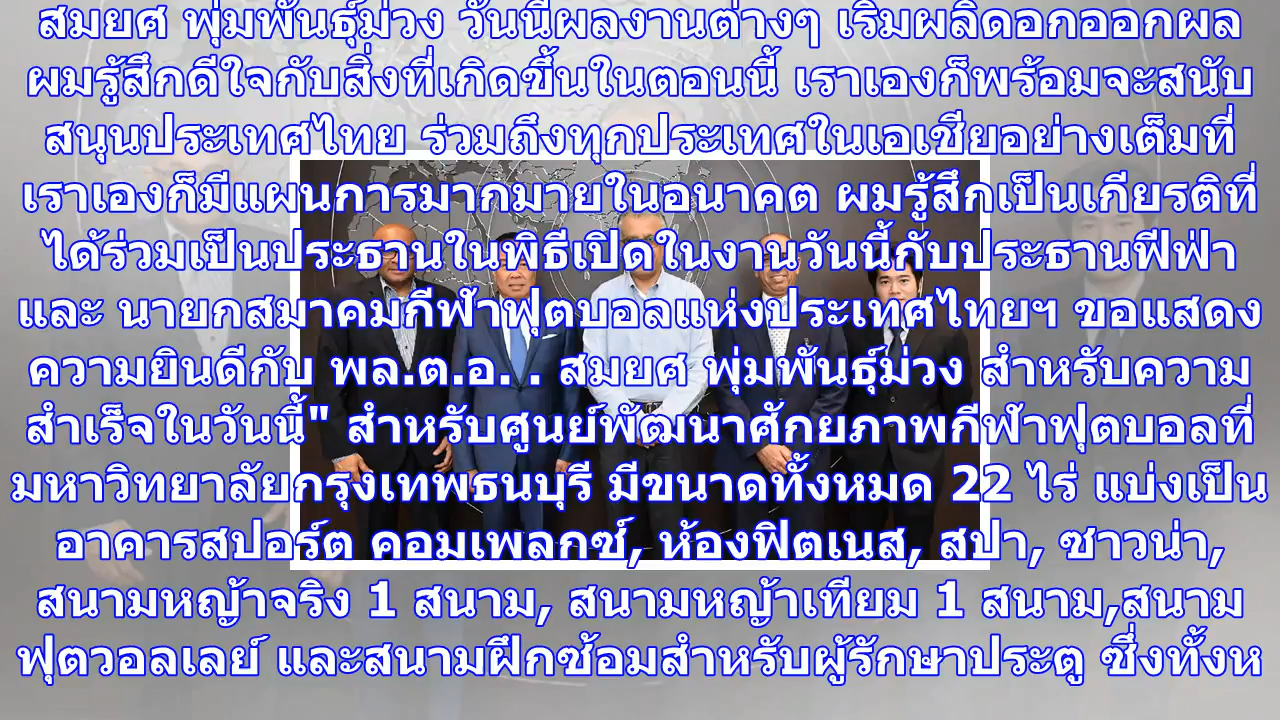 สมยศ พุ่มพันธุ์ม่วง วันนี้ผลงานต่างๆ เริ่มผลิดอกออกผล
ผมรู้สึกดีใจกับสิ่งที่เกิดขึ้นในตอนนี้ เราเองก็พร้อมจะสนับ
สนุนประเทศไทย ร่วมถึงทุกประเทศในเอเชียอย่างเต็มที่
เราเองก็มีแผนการมากมายในอนาคต ผมรู้สึกเป็นเกียรติที่
ได้ร่วมเป็นประธานในพิธีเปิดในงานวันนี้กับประธานฟีฟ่า
และ นายกสมาคมกีฬาฟุตบอลแห่งประเทศไทยฯ ขอแสดง
ความยินดีกับ พล.ต.อ. . สมยศ พุ่มพันธุ์ม่วง สำหรับความ
สำเร็จในวันนี้" สำหรับศูนย์พัฒนาศักยภาพกีฬาฟุตบอลที่
มหาวิทยาลัยกรุงเทพธนบุรี มีขนาดทั้งหมด 22 ไร่ แบ่งเป็น
อาคารสปอร์ต คอมเพลกซ์, ห้องฟิตเนส, สปา, ซาวน่า,
สนามหญ้าจริง 1 สนาม, สนามหญ้าเทียม 1 สนาม,สนาม
ฟุตวอลเลย์ และสนามฝึกซ้อมสำหรับผู้รักษาประตู ซึ่งทั้งห